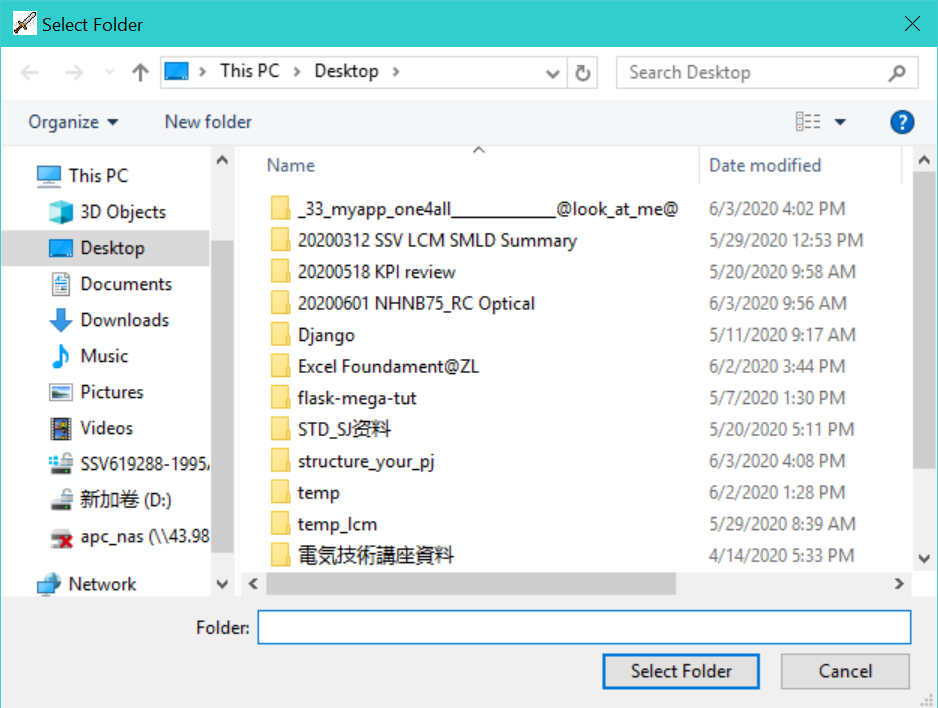 Select Folder
This PC > Desktop >
Search Desktop
Organize
New folder
?
This PC
3D Objects
Desktop
Documents
Downloads
Music
Pictures
Videos
SSV619288-1995
新加卷 (D:)
apc_nas (\\43.98
Network
Name Date modified
_33_myapp_one4all____________@look_at_me@ 6/3/2020 4:02 PM
20200312 SSV LCM SMLD Summary 5/29/2020 12:53 PM
20200518 KPI review 5/20/2020 9:58 AM
20200601 NHNB75_RC Optical 6/3/2020 9:56 AM
Django 5/11/2020 9:17 AM
Excel Foundament@ZL 6/2/2020 3:44 PM
flask-mega-tut 5/7/2020 1:30 PM
STD_SJ资料 5/20/2020 5:11 PM
structure_your_pj 6/3/2020 4:08 PM
temp 6/2/2020 1:28 PM
temp_lcm 5/29/2020 8:39 AM
電気技術講座資料 4/14/2020 5:33 PM
Folder:
Select Folder
Cancel